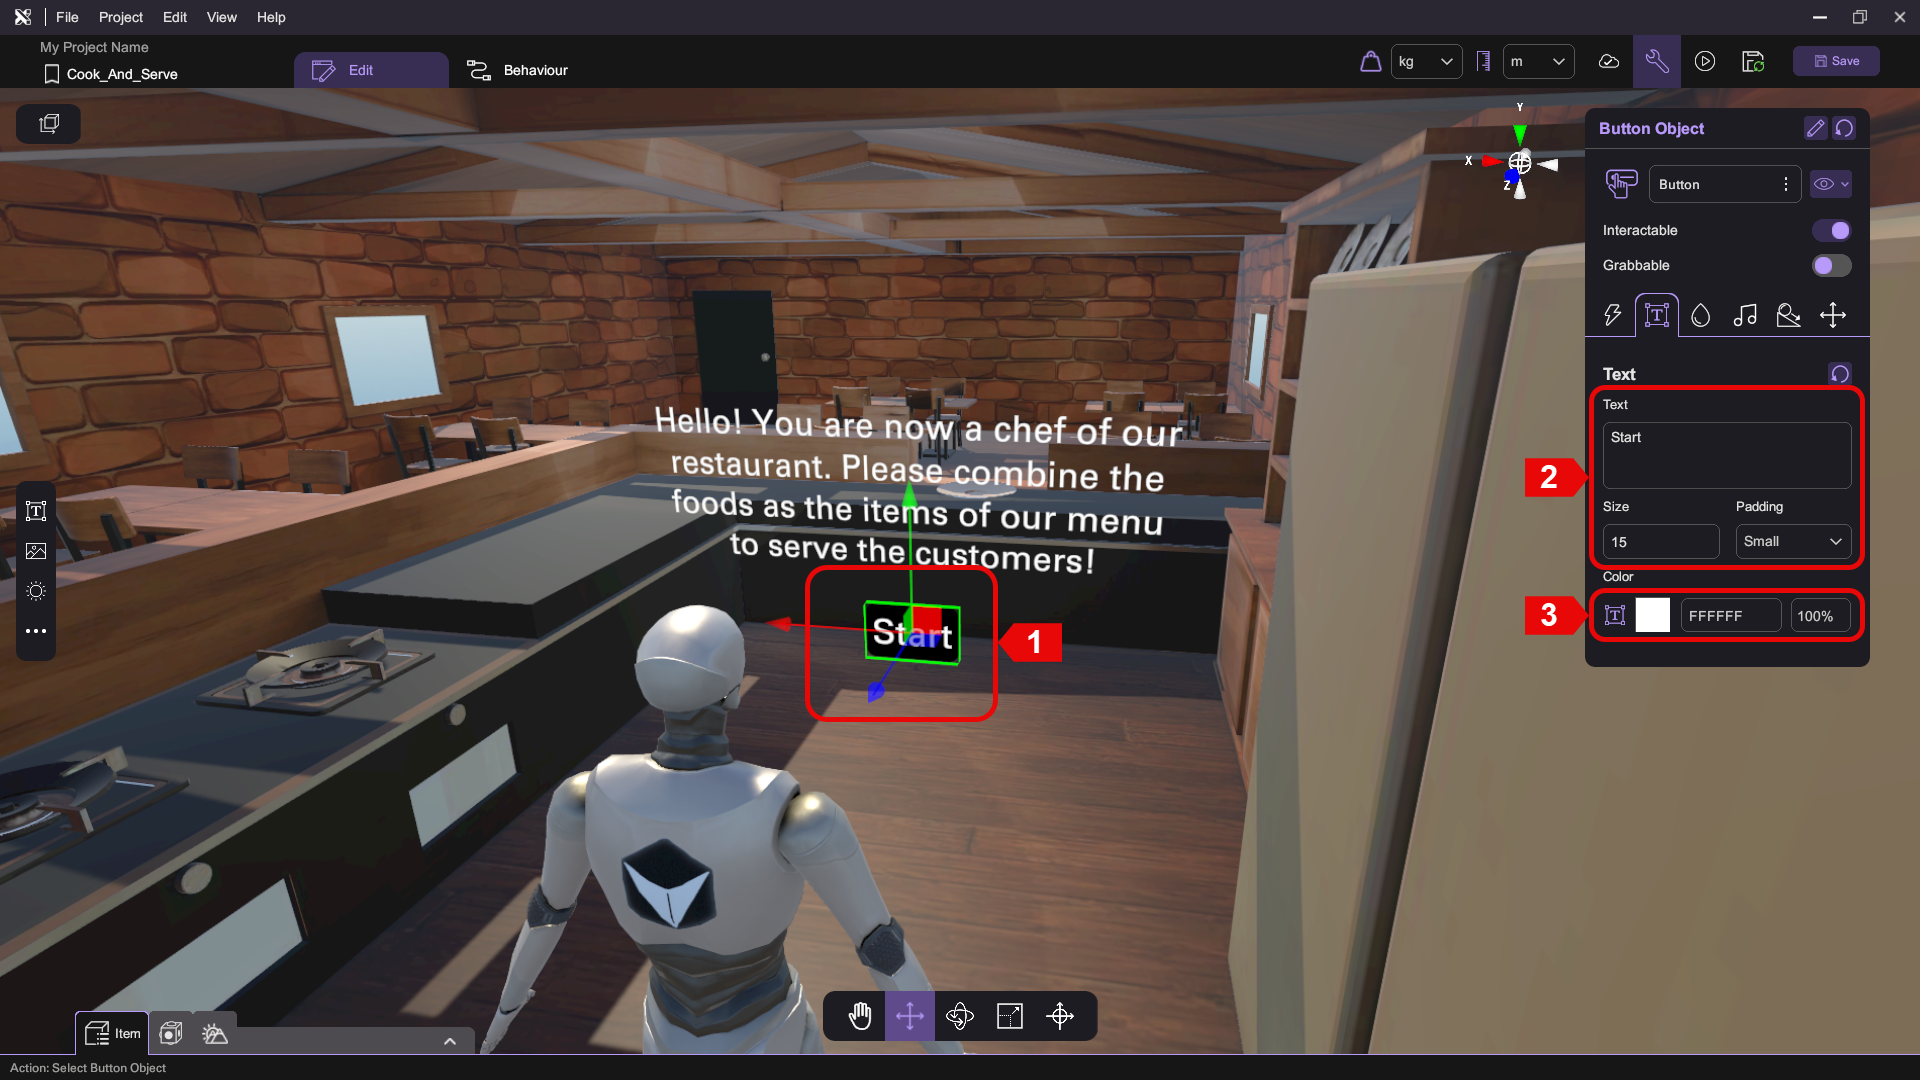 File Project Edit View Help
My Project Name
Cook_And_Serve
Edit
Behaviour
kg
m
Save
Y
X
Z
Button Object
Button
Interactable
Grabbable
T
Text
Text
Start
Size Padding
15 Small
Color
T FFFFFF 100%
2
3
Hello! You are now a chef of our
restaurant. Please combine the
foods as the items of our menu
to serve the customers!
Start
1
T
Item
Action: Select Button Object